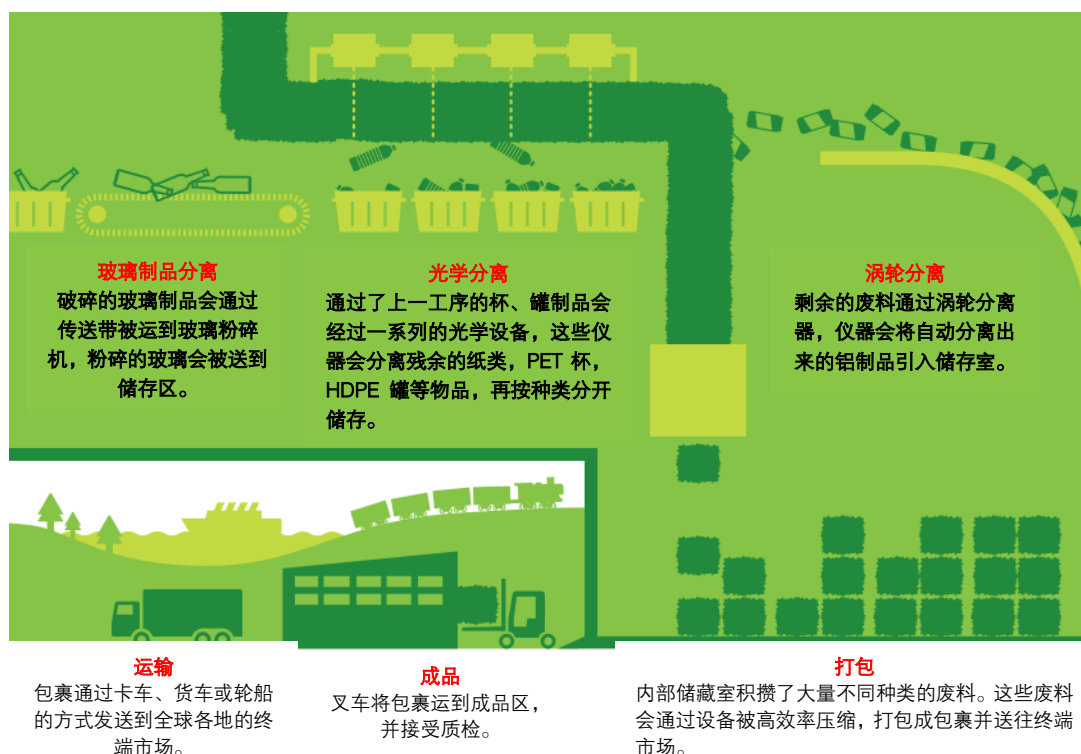 玻璃制品分离
破碎的玻璃制品会通过
传送带被运到玻璃粉碎
机，粉碎的玻璃会被送到
储存区。
光学分离
通过了上一工序的杯、罐制品会
经过一系列的光学设备，这些仪
器会分离残余的纸类，PET 杯，
HDPE 罐等物品，再按种类分开
储存。
涡轮分离
剩余的废料通过涡轮分离
器，仪器会将自动分离出
来的铝制品引入储存室。
运输
包裹通过卡车、货车或轮船
的方式发送到全球各地的终
端市场。
成品
叉车将包裹运到成品区，
并接受质检。
打包
内部储藏室积攒了大量不同种类的废料。这些废料
会通过设备被高效率压缩，打包成包裹并送往终端
市场。